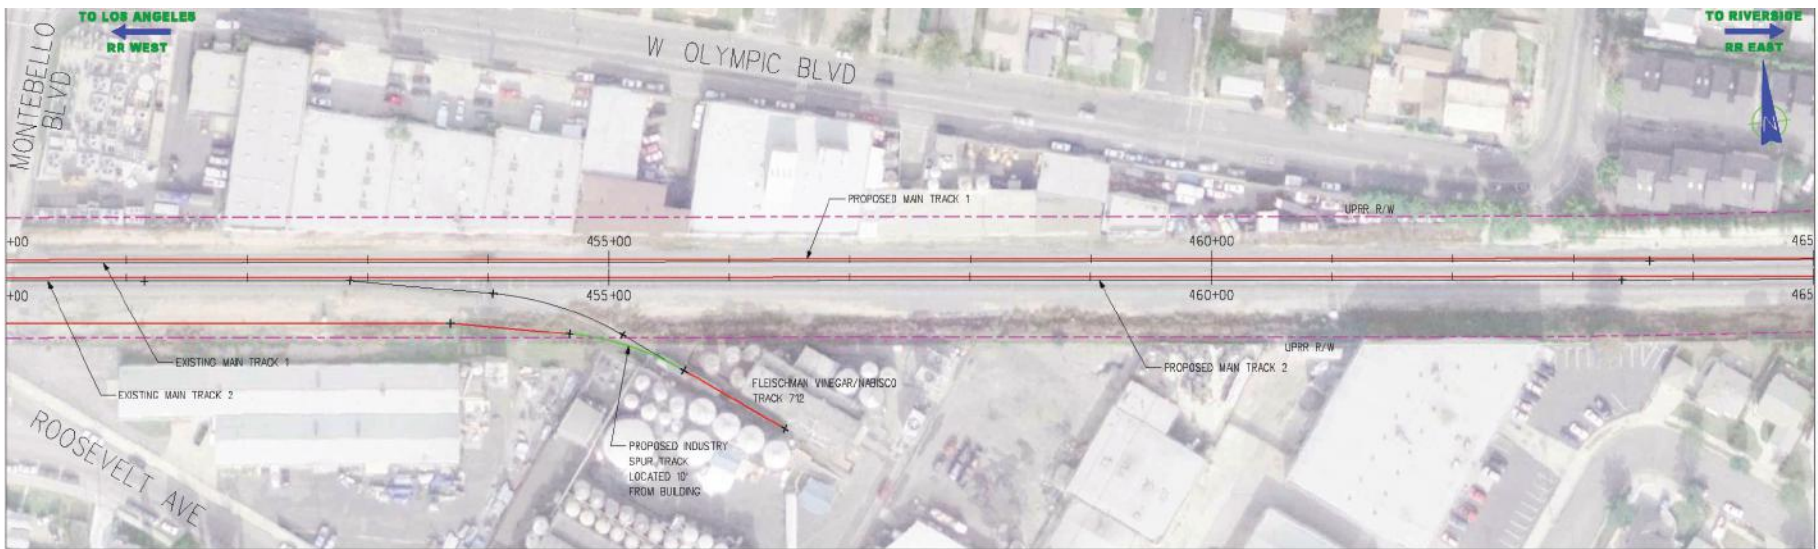 TO LOS ANGELES
RR WEST
TO RIVERSIDE
RR EAST
MONTEBELLO
BLVD
W OLYMPIC BLVD
N
PROPOSED MAIN TRACK 1
UPRR R/W
+00
455+00
460+00
465
+00
455+00
460+00
465
UPRR R/W
EXISTING MAIN TRACK 1
PROPOSED MAIN TRACK 2
EXISTING MAIN TRACK 2
FLEISCHMAN VINEGAR/NABISCO
TRACK 712
ROOSEVELT AVE
PROPOSED INDUSTRY
SPUR TRACK
LOCATED 10'
FROM BUILDING